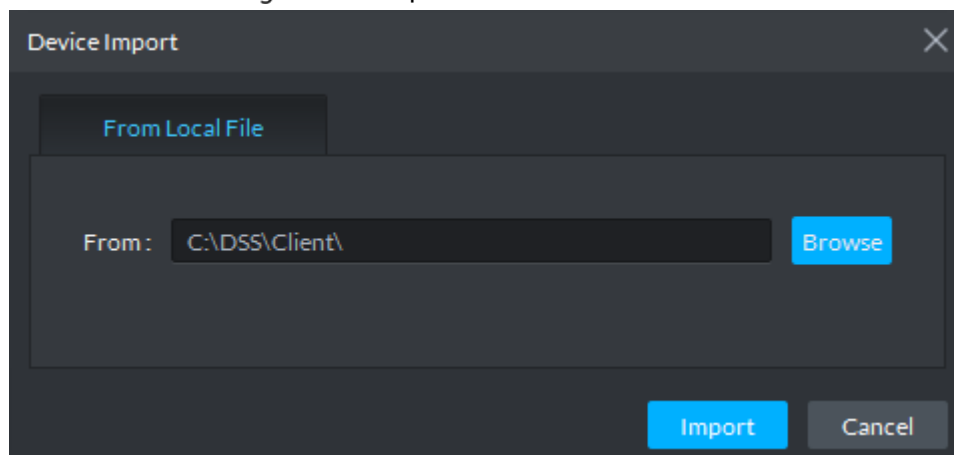 Device Import
From Local File
From: C:\DSS\Client\ Browse
Import Cancel